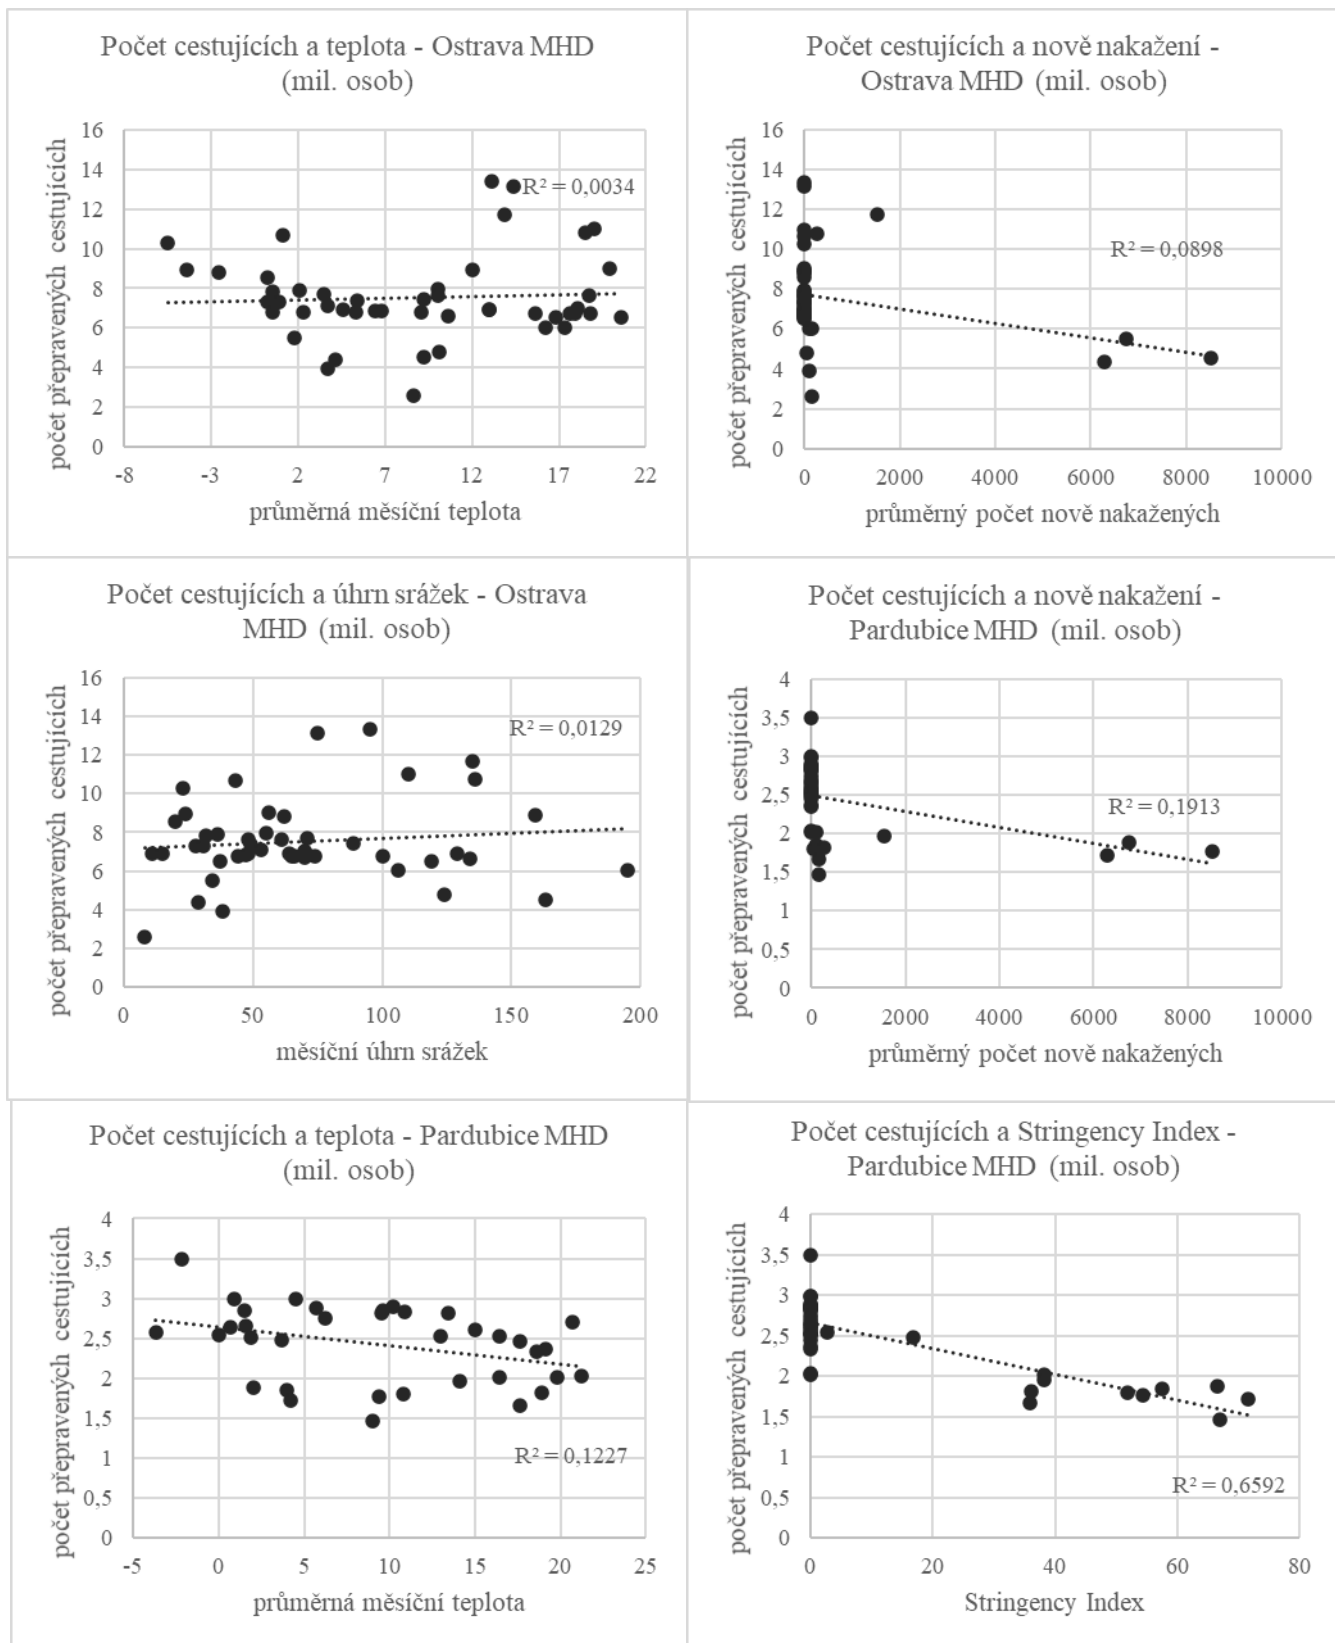 Počet cestujících a teplota - Ostrava MHD
(mil. osob)
počet přepravených cestujících
16
14
12
10
8
6
4
2
0
R² = 0,0034
-8 -3 2 7 12 17 22
průměrná měsíční teplota
Počet cestujících a nově nakažení -
Ostrava MHD (mil. osob)
počet přepravených cestujících
16
14
12
10
8
6
4
2
0
R² = 0,0898
0 2000 4000 6000 8000 10000
průměrný počet nově nakažených
Počet cestujících a úhrn srážek - Ostrava
MHD (mil. osob)
počet přepravených cestujících
16
14
12
10
8
6
4
2
0
R² = 0,0129
0 50 100 150 200
měsíční úhrn srážek
Počet cestujících a nově nakažení -
Pardubice MHD (mil. osob)
počet přepravených cestujících
4
3,5
3
2,5
2
1,5
1
0,5
0
R² = 0,1913
0 2000 4000 6000 8000 10000
průměrný počet nově nakažených
Počet cestujících a teplota - Pardubice MHD
(mil. osob)
počet přepravených cestujících
4
3,5
3
2,5
2
1,5
1
0,5
0
R² = 0,1227
-5 0 5 10 15 20 25
průměrná měsíční teplota
Počet cestujících a Stringency Index -
Pardubice MHD (mil. osob)
počet přepravených cestujících
4
3,5
3
2,5
2
1,5
1
0,5
0
R² = 0,6592
0 20 40 60 80
Stringency Index